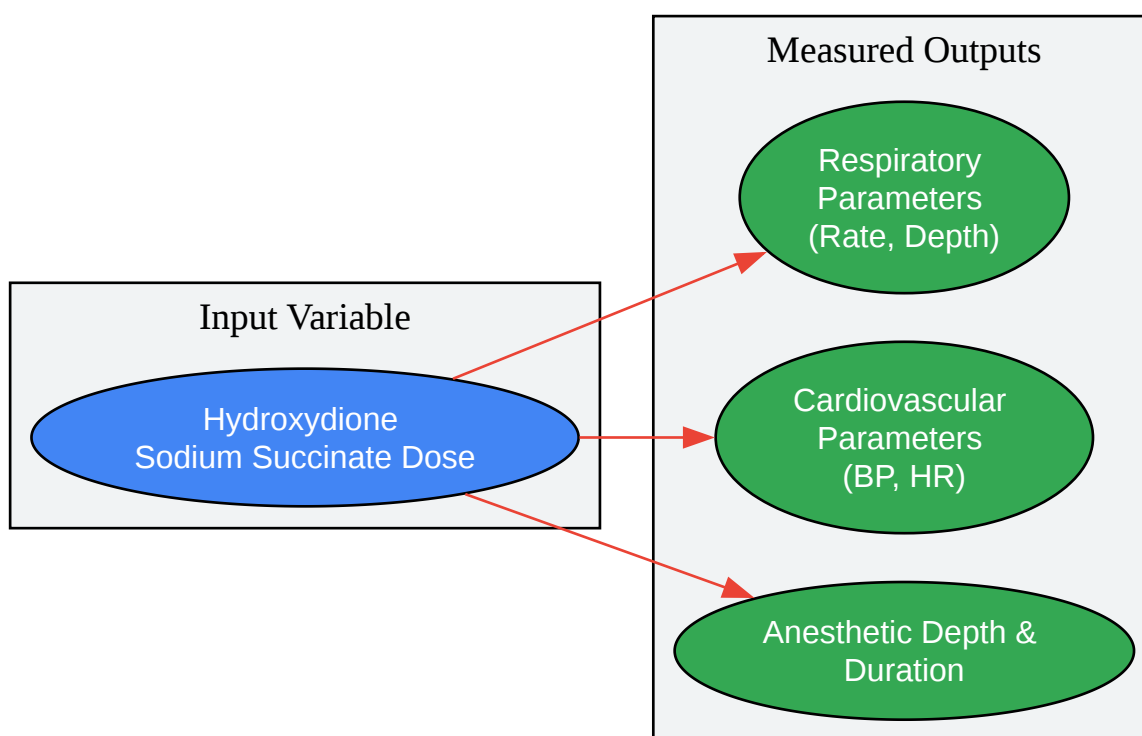 Measured Outputs
Respiratory
Parameters
(Rate, Depth)
Input Variable
Hydroxydione
Sodium Succinate Dose
Cardiovascular
Parameters
(BP, HR)
Anesthetic Depth &
Duration